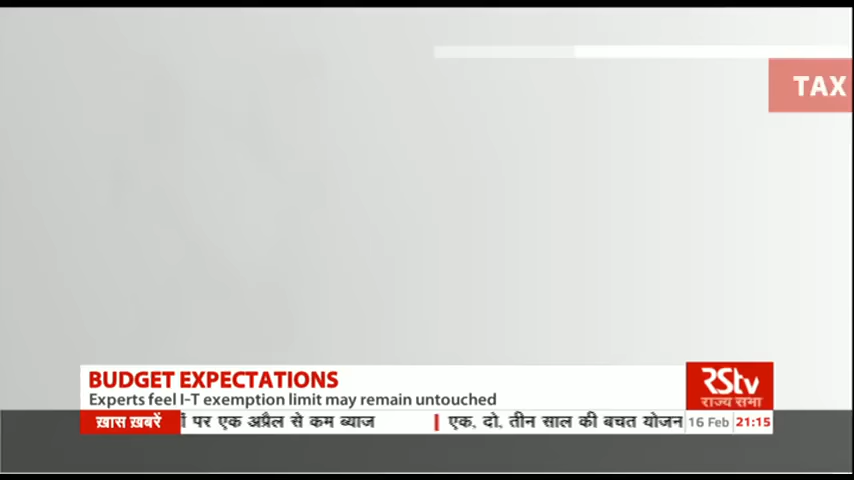 TAX
BUDGET EXPECTATIONS
Experts feel I-T exemption limit may remain untouched
RStv
राज्य सभा
ख़ास ख़बरें
पर एक अप्रैल से कम ब्याज
एक, दो, तीन साल की बचत योजन
16 Feb
21:15